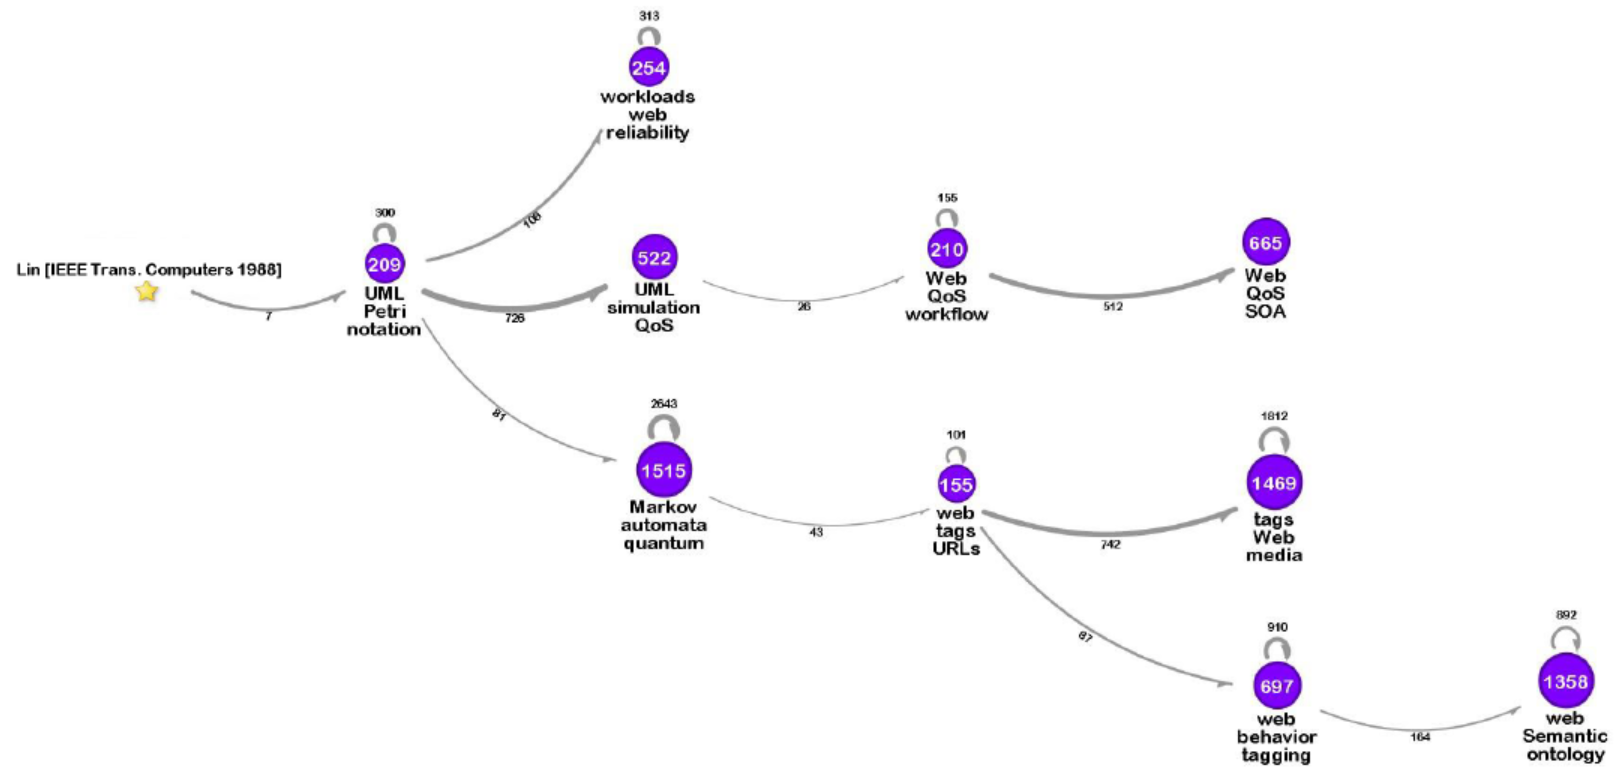 313
254
workloads
web
reliability
108
Lin [IEEE Trans. Computers 1988]
7
300
209
UML
Petri
notation
726
522
UML
simulation
QoS
26
155
210
Web
QoS
workflow
512
665
Web
QoS
SOA
81
2643
1515
Markov
automata
quantum
43
101
155
web
tags
URLs
742
1812
1469
tags
Web
media
67
910
697
web
behavior
tagging
164
892
1358
web
Semantic
ontology